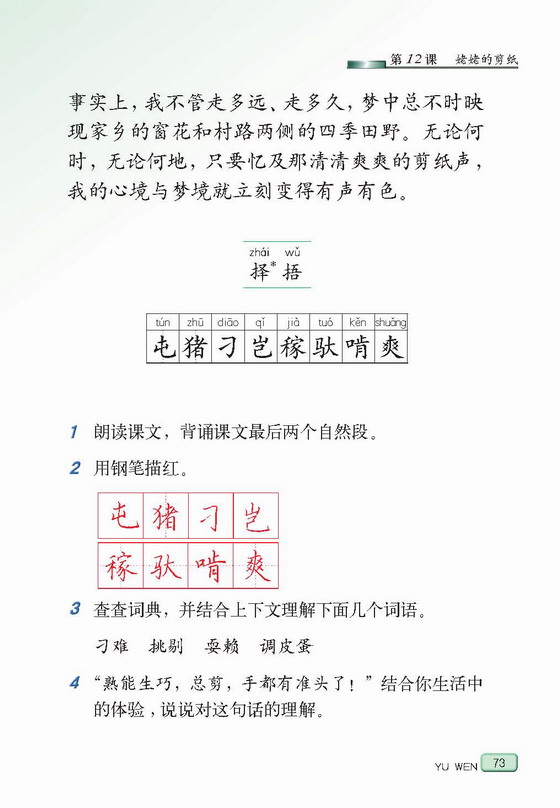 第12课 姥姥的剪纸
事实上，我不管走多远、走多久，梦中总不时映
现家乡的窗花和村路两侧的四季田野。无论何
时，无论何地，只要忆及那清清爽爽的剪纸声，
我的心境与梦境就立刻变得有声有色。
zhái wǔ
择* 捂
tún zhū diāo qǐ jià tuó kěn shuǎng
屯 猪 刁 岂 稼 驮 啃 爽
1 朗读课文，背诵课文最后两个自然段。
2 用钢笔描红。
屯 猪 刁 岂
稼 驮 啃 爽
3 查查词典，并结合上下文理解下面几个词语。
刁难 挑剔 耍赖 调皮蛋
4 “熟能生巧，总剪，手都有准头了！”结合你生活中
的体验，说说对这句话的理解。
YU WEN 73